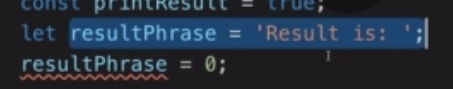 const printResult = true;
let resultPhrase = 'Result is: ';
resultPhrase = 0;